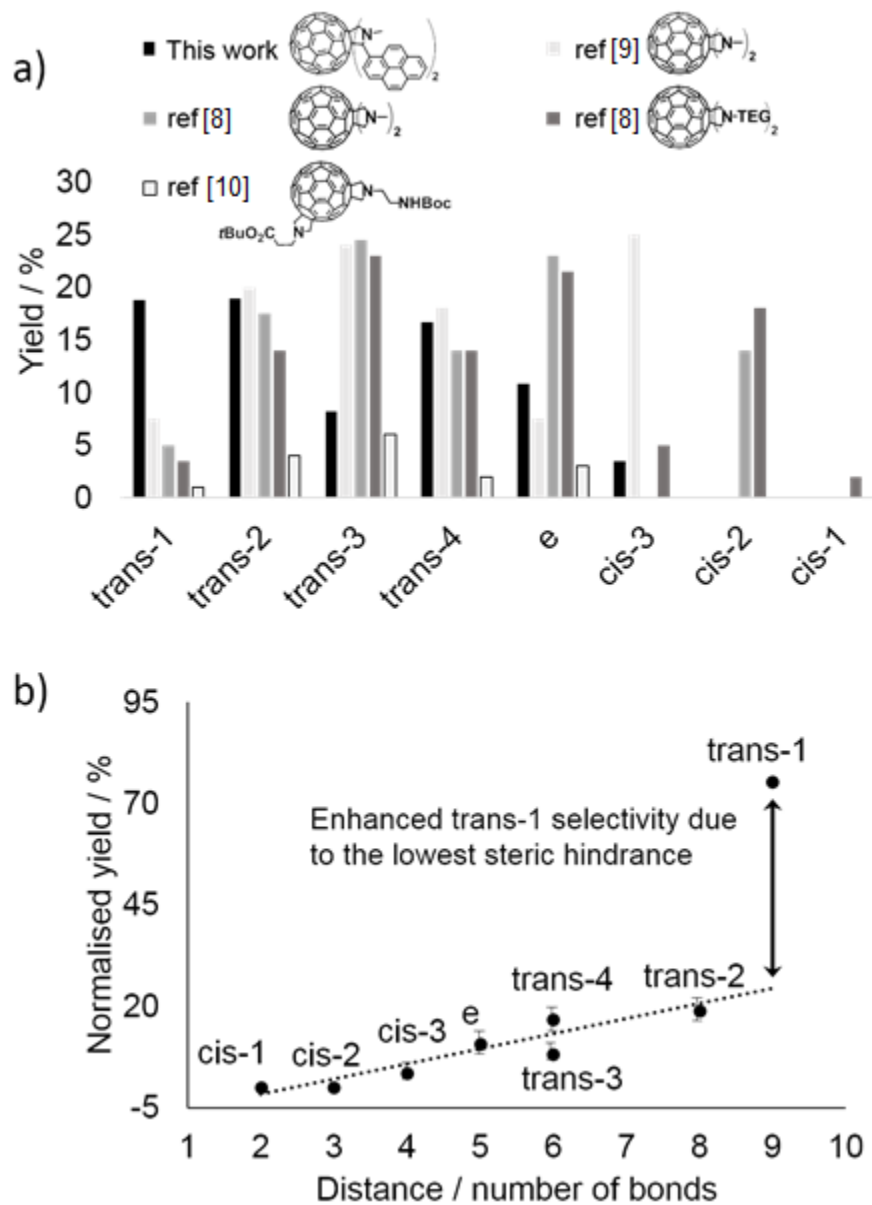 a)
This work
N
2
ref [9]
N
2
ref [8]
N
2
ref [8]
N-TEG
2
ref [10]
N
NHBoc
tBuO2C
N
Yield / %
30
25
20
15
10
5
0
trans-1
trans-2
trans-3
trans-4
e
cis-3
cis-2
cis-1
b)
Normalised yield / %
95
70
45
20
-5
trans-1
Enhanced trans-1 selectivity due
to the lowest steric hindrance
trans-4
trans-2
e
cis-3
cis-1
cis-2
trans-3
1 2 3 4 5 6 7 8 9 10
Distance / number of bonds